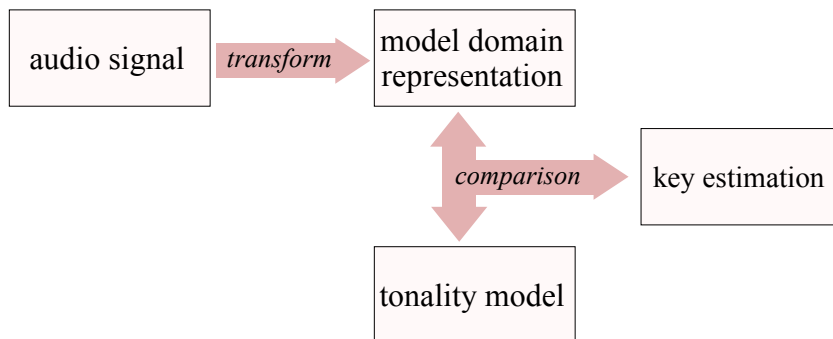 audio signal
transform
model domain
representation
comparison
key estimation
tonality model